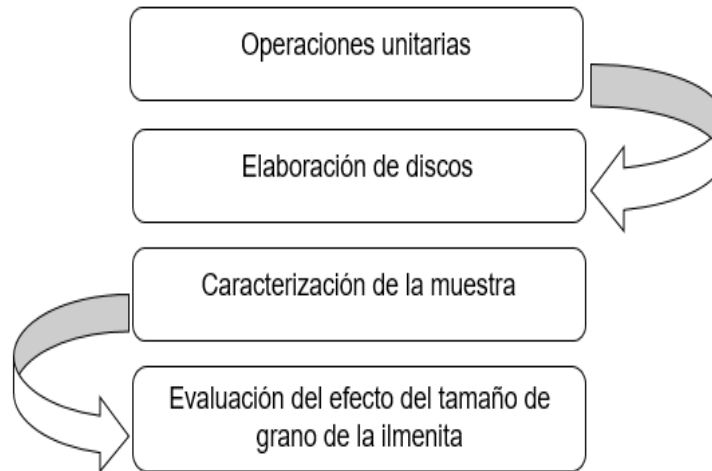 Operaciones unitarias
Elaboración de discos
Caracterización de la muestra
Evaluación del efecto del tamaño de
grano de la ilmenita